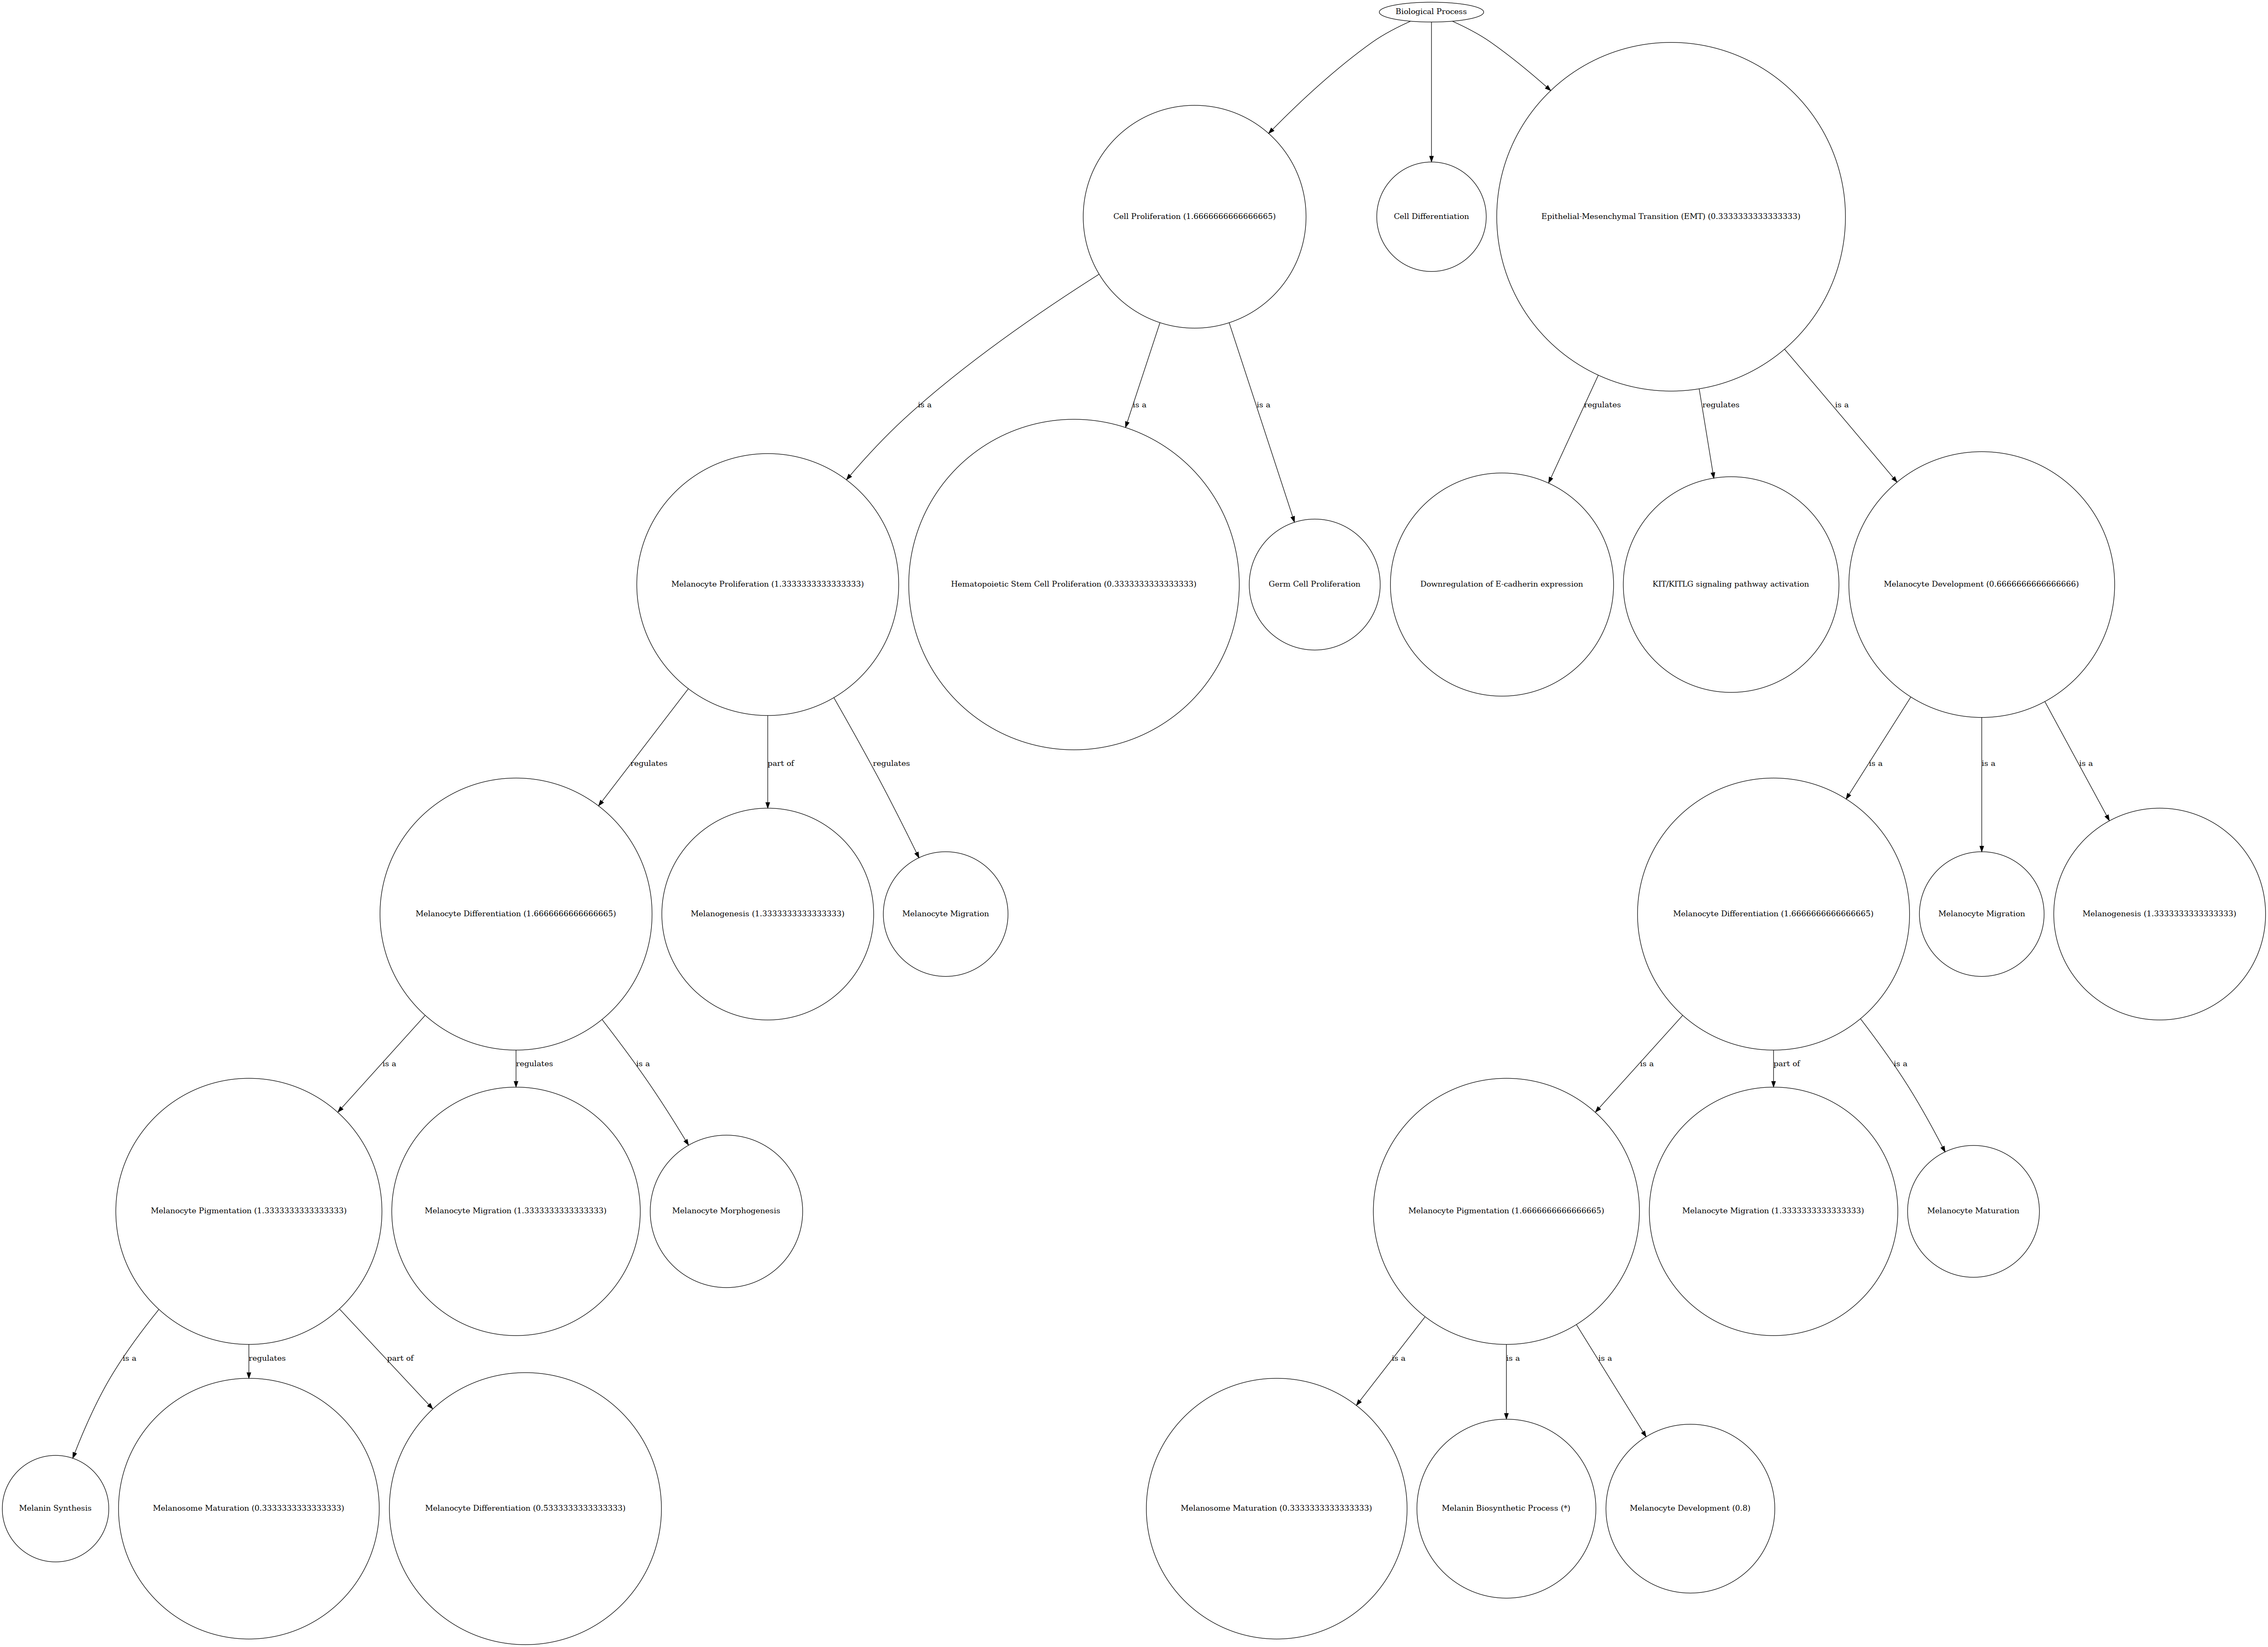 Biological Process
Cell Proliferation (1.6666666666666665)
Cell Differentiation
Epithelial-Mesenchymal Transition (EMT) (0.3333333333333333)
is a
is a
is a
regulates
regulates
is a
Melanocyte Proliferation (1.3333333333333333)
Hematopoietic Stem Cell Proliferation (0.3333333333333333)
Germ Cell Proliferation
Downregulation of E-cadherin expression
KIT/KITLG signaling pathway activation
Melanocyte Development (0.6666666666666666)
regulates
part of
regulates
is a
is a
is a
Melanocyte Differentiation (1.6666666666666665)
Melanogenesis (1.3333333333333333)
Melanocyte Migration
Melanocyte Differentiation (1.6666666666666665)
Melanocyte Migration
Melanogenesis (1.3333333333333333)
is a
regulates
is a
is a
part of
is a
Melanocyte Pigmentation (1.3333333333333333)
Melanocyte Migration (1.3333333333333333)
Melanocyte Morphogenesis
Melanocyte Pigmentation (1.6666666666666665)
Melanocyte Migration (1.3333333333333333)
Melanocyte Maturation
is a
regulates
part of
is a
is a
is a
Melanin Synthesis
Melanosome Maturation (0.3333333333333333)
Melanocyte Differentiation (0.5333333333333333)
Melanosome Maturation (0.3333333333333333)
Melanin Biosynthetic Process (*)
Melanocyte Development (0.8)